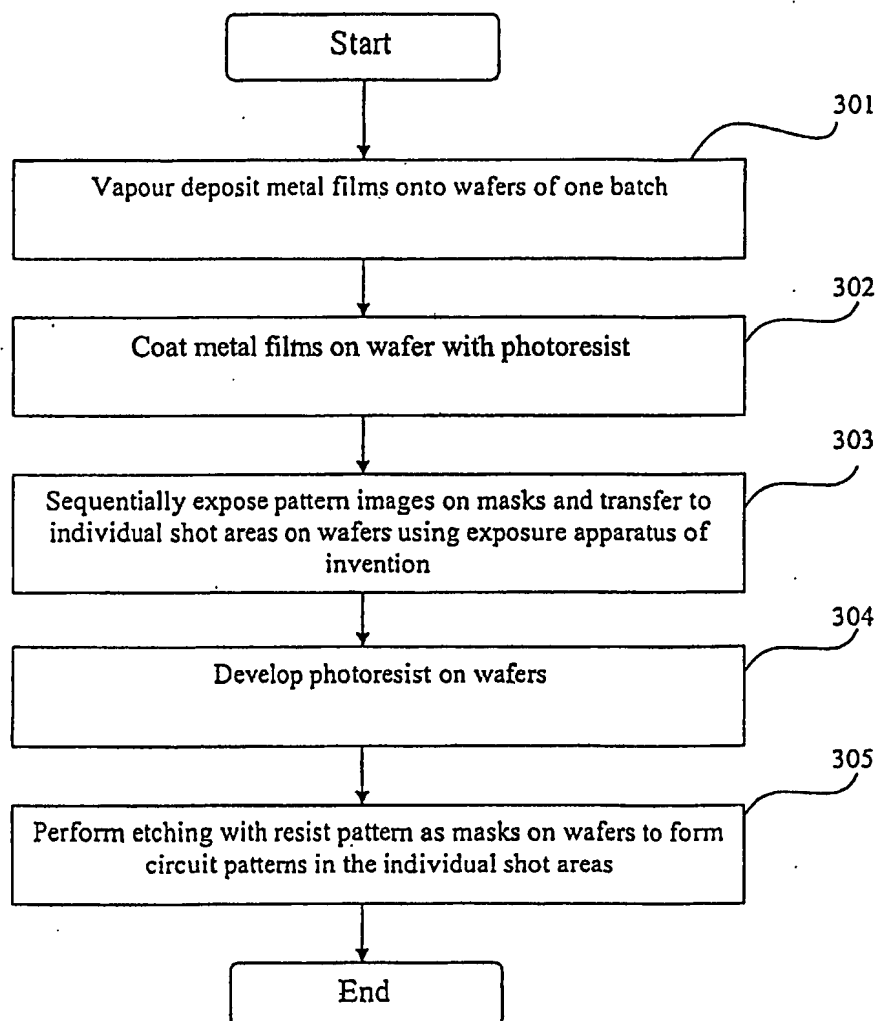 Start
301
Vapour deposit metal films onto wafers of one batch
302
Coat metal films on wafer with photoresist
303
Sequentially expose pattern images on masks and transfer to
individual shot areas on wafers using exposure apparatus of
invention
304
Develop photoresist on wafers
305
Perform etching with resist pattern as masks on wafers to form
circuit patterns in the individual shot areas
End